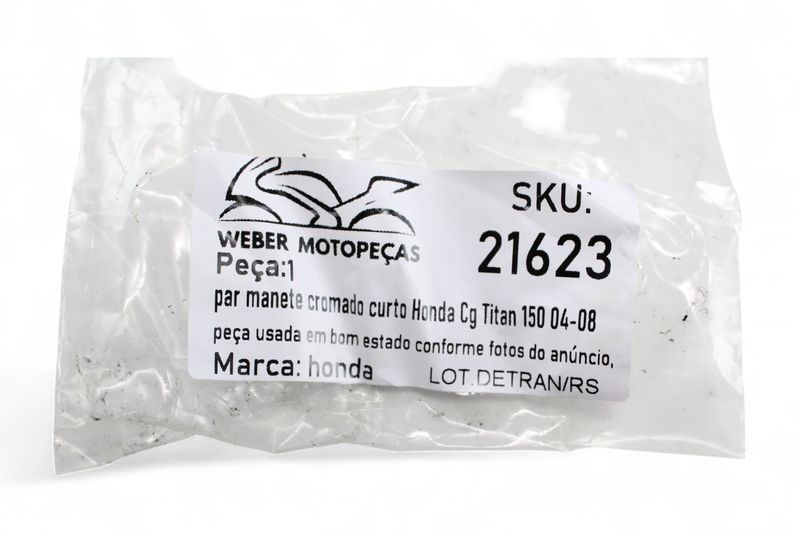 WEBER MOTOPEÇAS
SKU:
21623
Peça:1
par manete cromado curto Honda Cg Titan 150 04-08
peça usada em bom estado conforme fotos do anúncio,
Marca: honda
LOT.DETRAN/RS